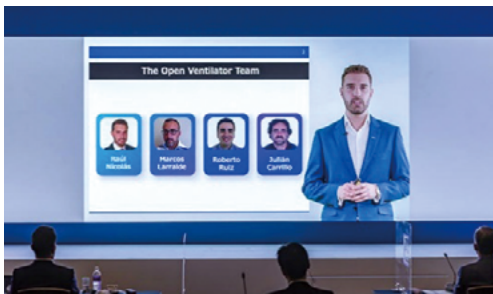 The Open Ventilator Team
Raúl
Nicolás
Marcos
Larralde
Roberto
Ruiz
Julián
Carrillo